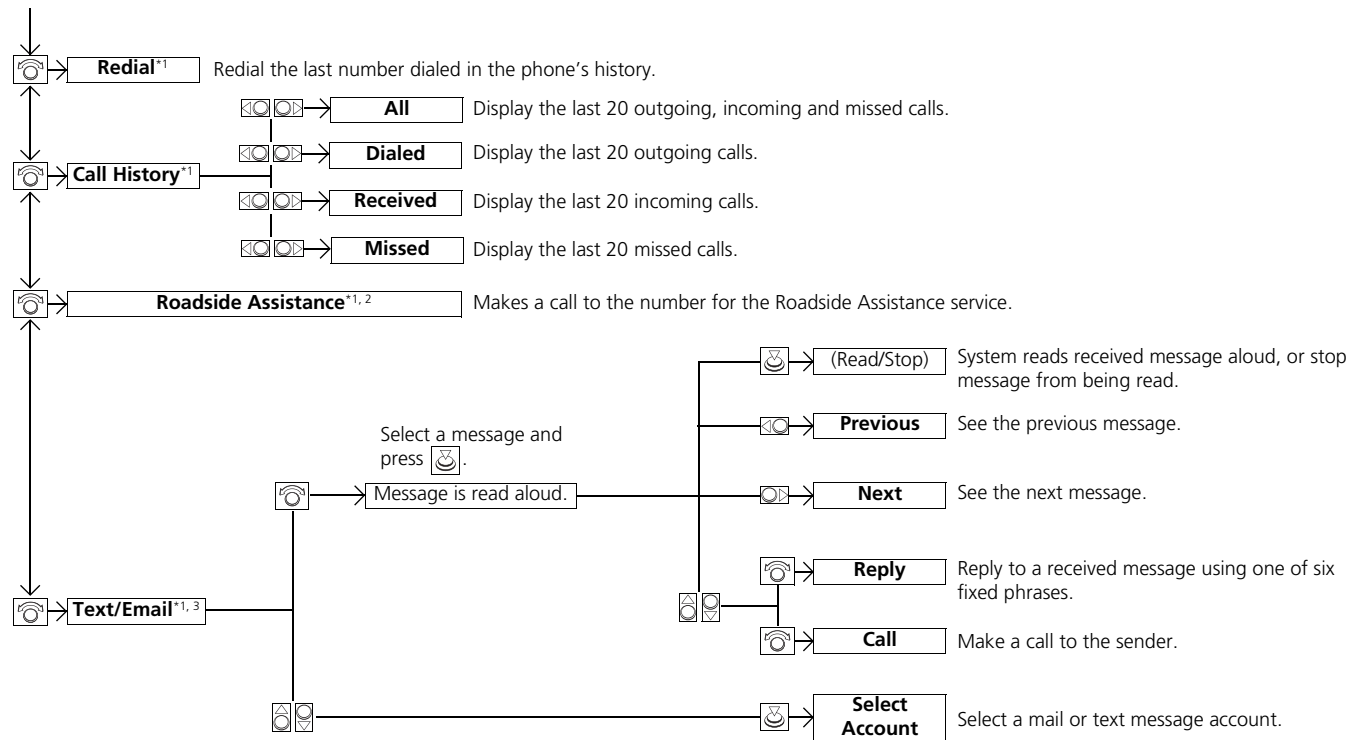 Redial*1 Redial the last number dialed in the phone's history.
All Display the last 20 outgoing, incoming and missed calls.
Dialed Display the last 20 outgoing calls.
Call History*1
Received Display the last 20 incoming calls.
Missed Display the last 20 missed calls.
Roadside Assistance*1, 2 Makes a call to the number for the Roadside Assistance service.
(Read/Stop) System reads received message aloud, or stop
message from being read.
Previous See the previous message.
Select a message and
press .
Message is read aloud.
Next See the next message.
Reply Reply to a received message using one of six
fixed phrases.
Text/Email*1, 3
Call Make a call to the sender.
Select
Account Select a mail or text message account.